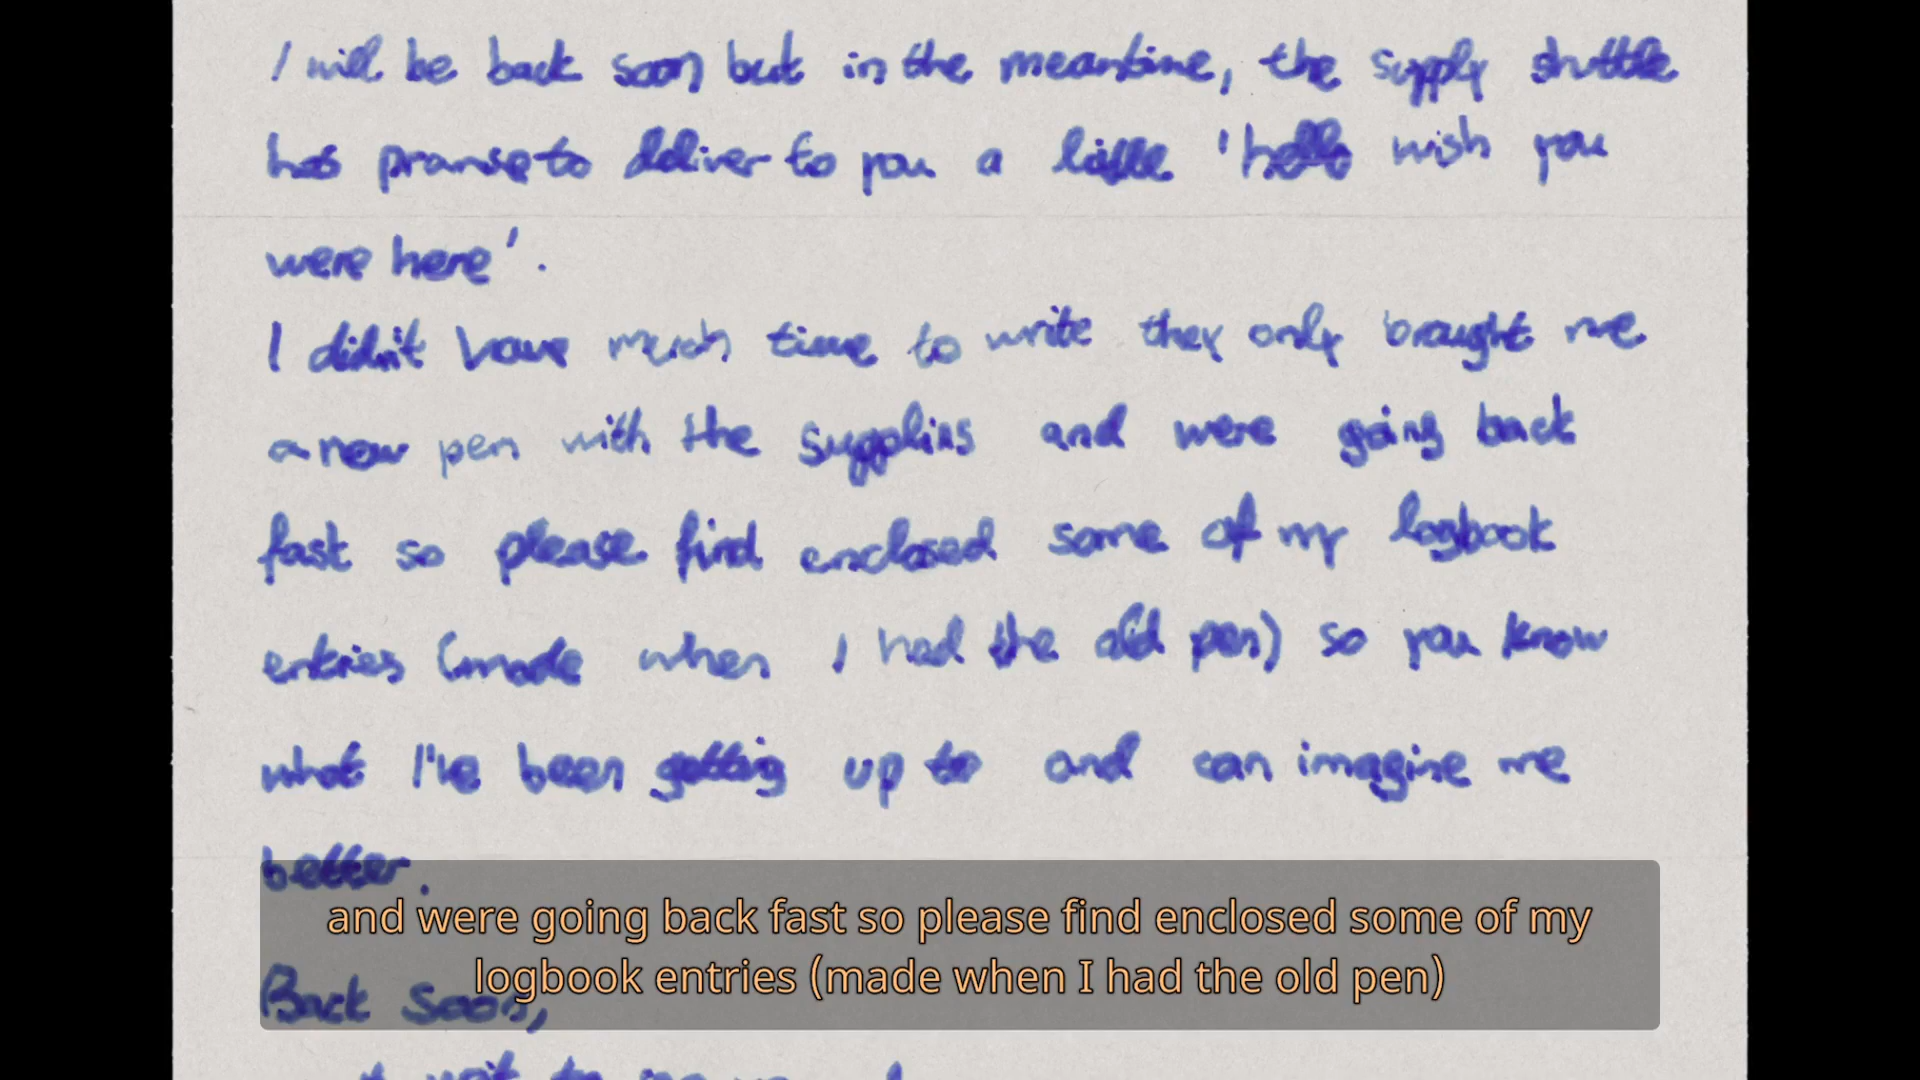 I will be back soon but in the meantime, the supply shuttle
has promise to deliver to you a little 'hello wish you
were here'.
I didn't have much time to write they only brought me
a new pen with the supplies and were going back
fast so please find enclosed some of my logbook
entries (made when I had the old pen) so you know
what I've been getting up to and can imagine me
better.
and were going back fast so please find enclosed some of my
logbook entries (made when I had the old pen)
Back Soon,